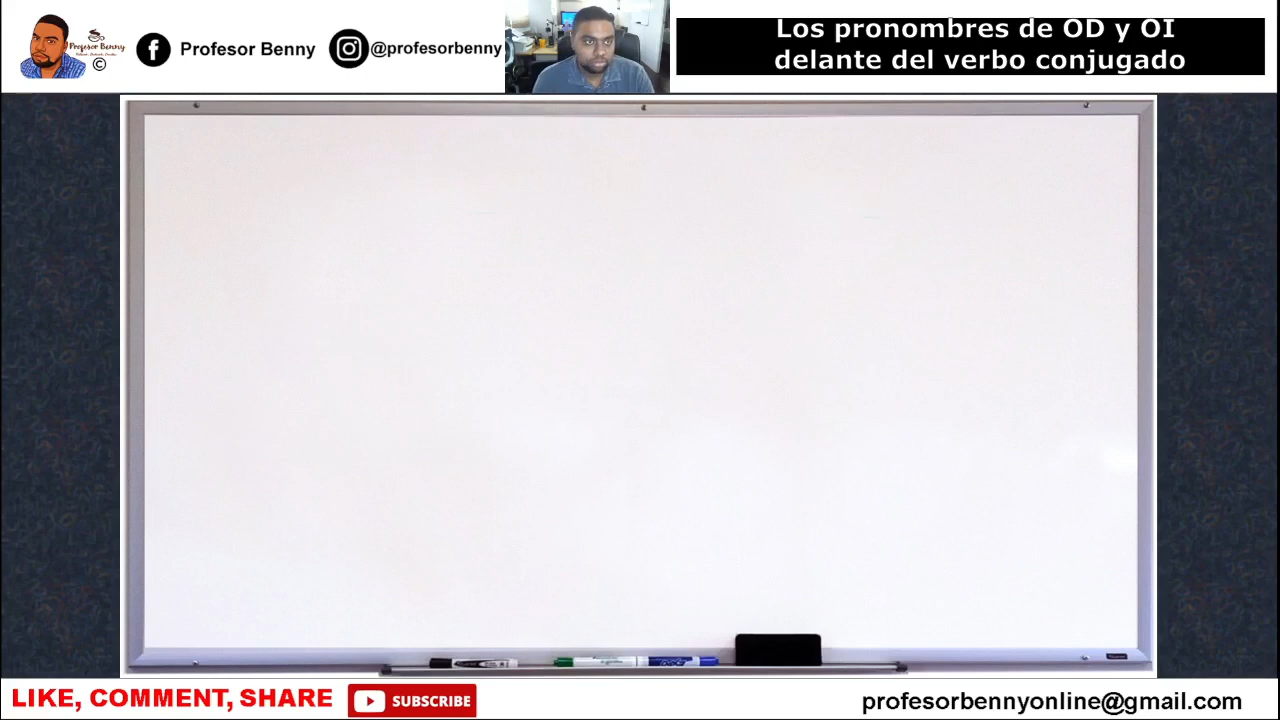 Profesor Benny
©
Profesor Benny
@profesorbenny
Los pronombres de OD y OI
delante del verbo conjugado
LIKE, COMMENT, SHARE
SUBSCRIBE
profesorbennyonline@gmail.com